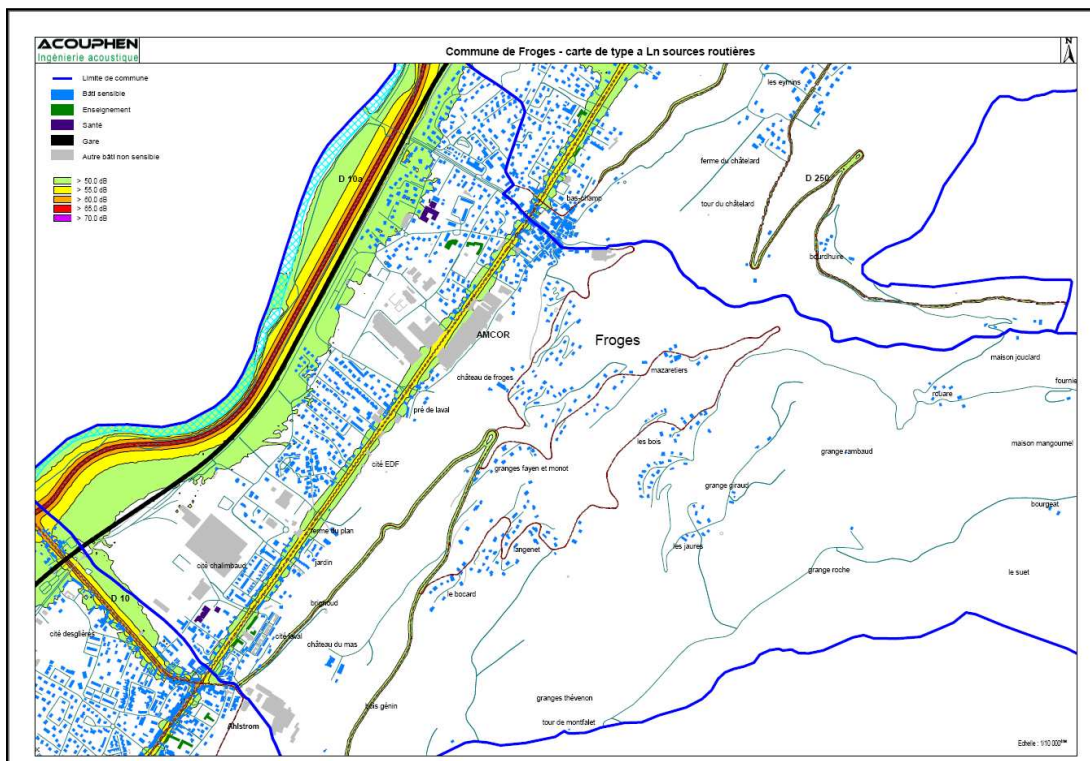 ACOUPHEN
Ingénierie acoustique
Commune de Froges - carte de type a Ln sources routières
N
Limite de commune
Bâti sensible
Enseignement
Santé
Gare
Autre bâti non sensible
> 50.0 dB
> 55.0 dB
> 60.0 dB
> 65.0 dB
> 70.0 dB
les eymins
D 10a
ferme du châtelard
D 250
tour du châtelard
bas-champ
bourdhuire
AMCOR
Froges
maison jouclard
château de froges
mazaretiers
fournie
rotuare
pré de laval
les bois
maison mangournel
cité EDF
granges fayen et monot
grange rambaud
grange giraud
bourgeat
ferme du plan
angenet
les jaures
cité chalimbaud
jardin
grange roche
le suet
le bocard
D 10
brignoud
cité desglières
cité laval
château du mas
granges thévenon
bois génin
tour de montfalet
Ahlstrom
Echelle : 1/10 000